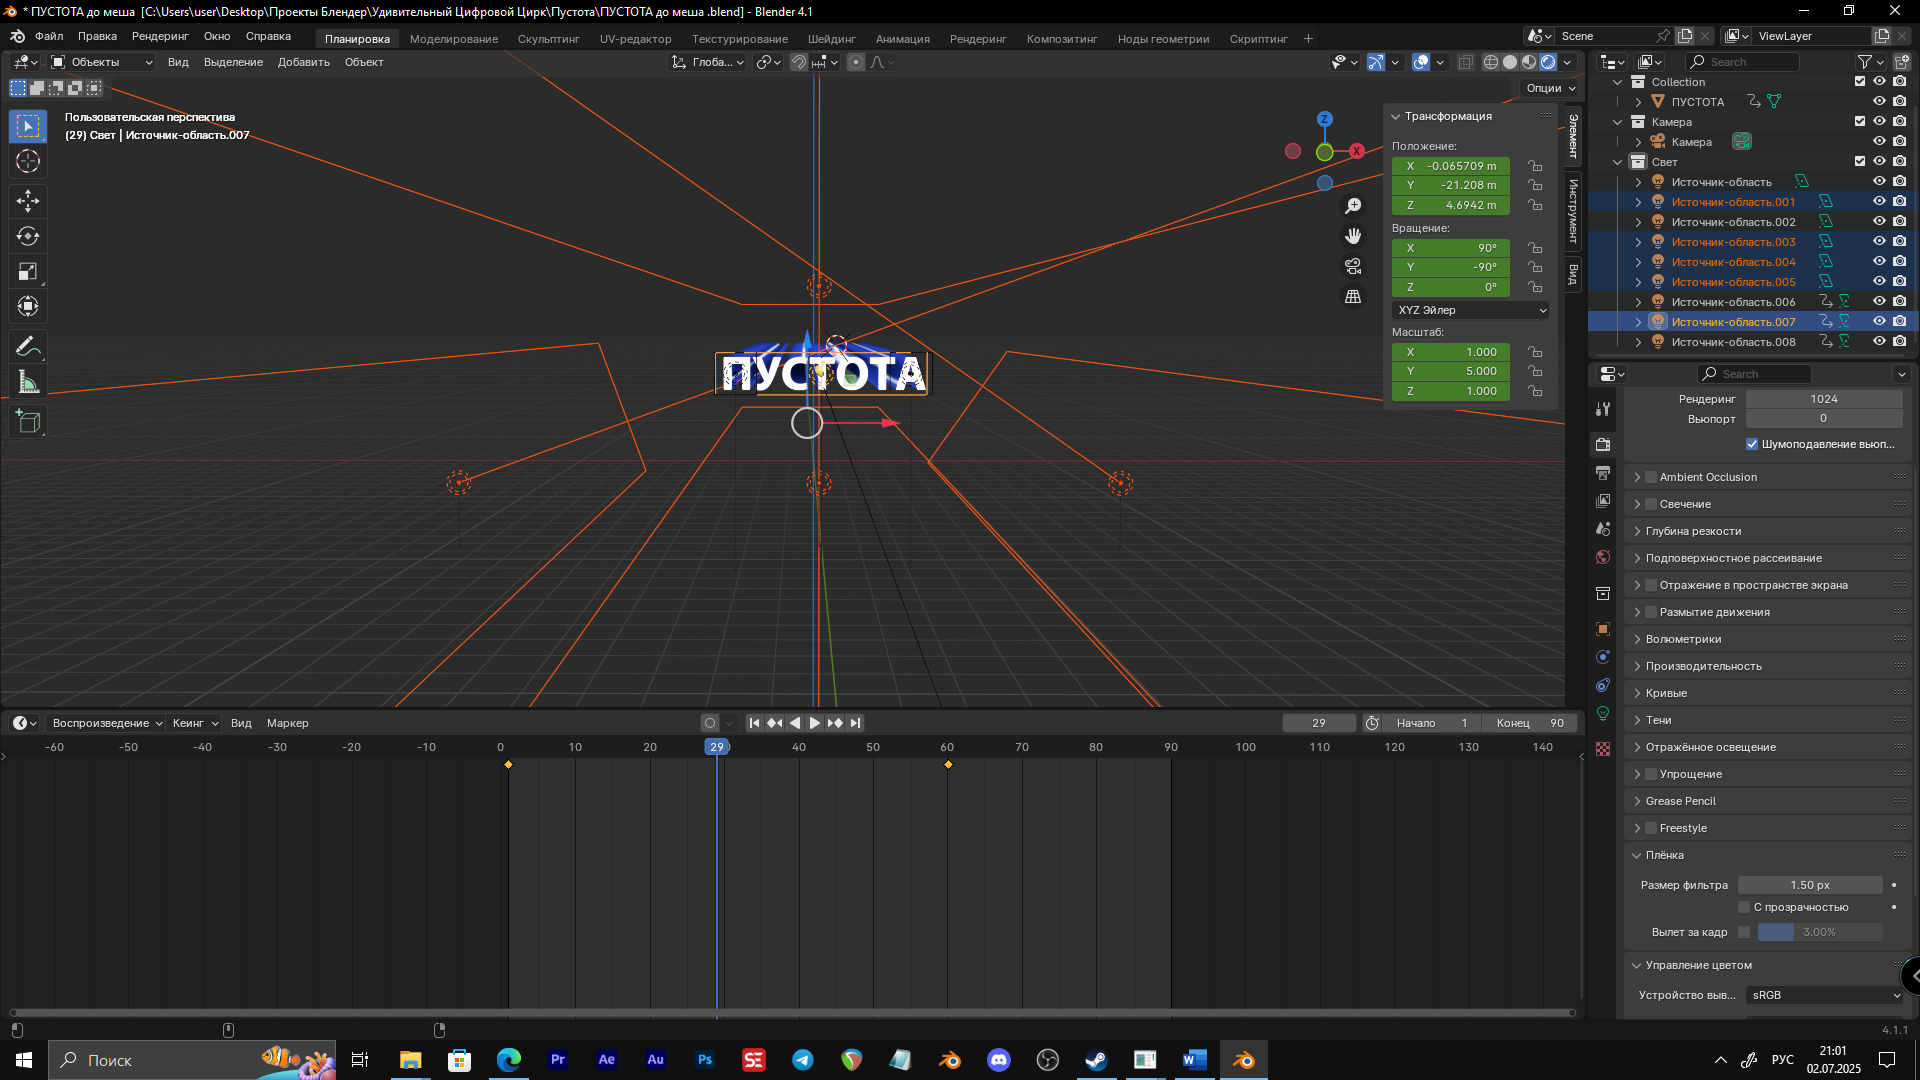 * ПУСТОТА до меша  [C:\Users\user\Desktop\Проекты Блендер\Удивительный Цифровой Цирк\Пустота\ПУСТОТА до меша .blend] - Blender 4.1
Файл Правка Рендеринг Окно Справка Планировка Моделирование Скульптинг UV-редактор Текстурирование Шейдинг Анимация Рендеринг Композитинг Ноды геометрии Скриптинг + Scene ViewLayer
Объекты Вид Выделение Добавить Объект Глоба... Search
Опции
Пользовательская перспектива
(29) Свет | Источник-область.007
Z
X
ПУСТОТА
Трансформация
Положение:
X -0.065709 m
Y -21.208 m
Z 4.6942 m
Вращение:
X 90°
Y -90°
Z 0°
XYZ Эйлер
Масштаб:
X 1.000
Y 5.000
Z 1.000
Элемент
Инструмент
Вид
Collection
ПУСТОТА
Камера
Камера
Свет
Источник-область
Источник-область.001
Источник-область.002
Источник-область.003
Источник-область.004
Источник-область.005
Источник-область.006
Источник-область.007
Источник-область.008
Search
Рендеринг 1024
Вьюпорт 0
Шумоподавление вьюп...
Ambient Occlusion
Свечение
Глубина резкости
Подповерхностное рассеивание
Отражение в пространстве экрана
Размытие движения
Волюметрики
Производительность
Кривые
Тени
Отражённое освещение
Упрощение
Grease Pencil
Freestyle
Плёнка
Размер фильтра 1.50 px
С прозрачностью
Вылет за кадр 3.00%
Управление цветом
Устройство выв... sRGB
Воспроизведение Кеинг Вид Маркер 29 Начало 1 Конец 90
-60 -50 -40 -30 -20 -10 0 10 20 29 40 50 60 70 80 90 100 110 120 130 140
4.1.1
Поиск Pr Ae Au Ps SE W РУС 21:01
02.07.2025